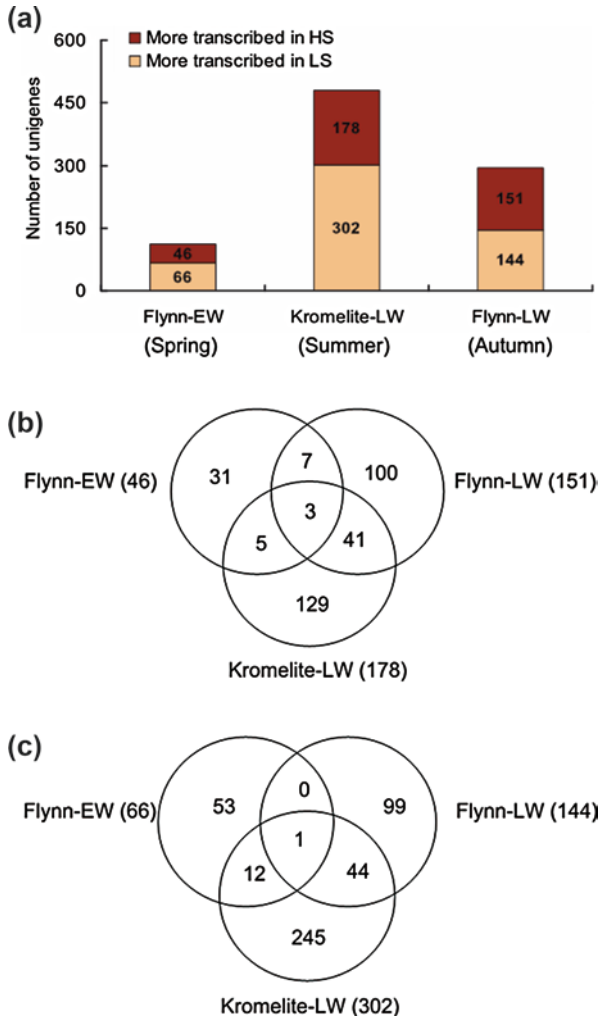 (a)
More transcribed in HS
More transcribed in LS
Number of unigenes
600
450
300
150
0
46
66
178
302
151
144
Flynn-EW
(Spring)
Kromelite-LW
(Summer)
Flynn-LW
(Autumn)
(b)
Flynn-EW (46)
31
7
100
Flynn-LW (151)
3
5
41
129
Kromelite-LW (178)
(c)
Flynn-EW (66)
53
0
99
Flynn-LW (144)
1
12
44
245
Kromelite-LW (302)